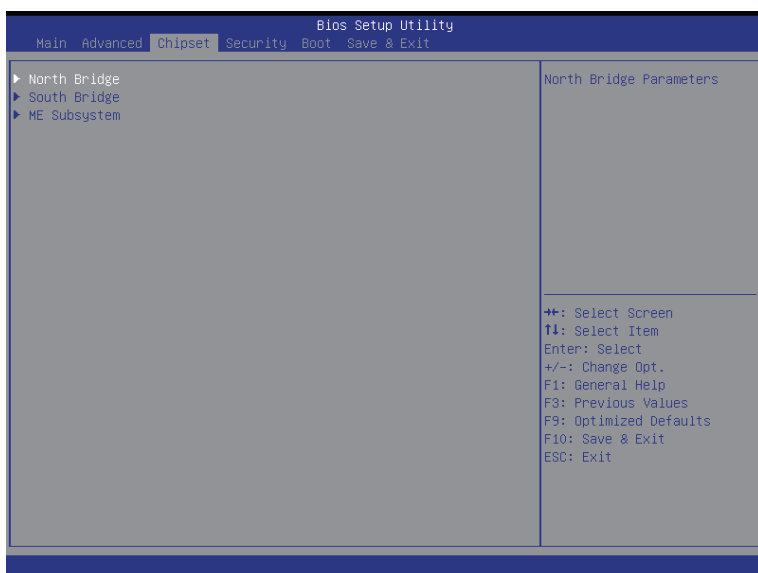 Bios Setup Utility
Main Advanced Chipset Security Boot Save & Exit
▶ North Bridge
▶ South Bridge
▶ ME Subsystem
North Bridge Parameters
→←: Select Screen
↑↓: Select Item
Enter: Select
+/-: Change Opt.
F1: General Help
F3: Previous Values
F9: Optimized Defaults
F10: Save & Exit
ESC: Exit